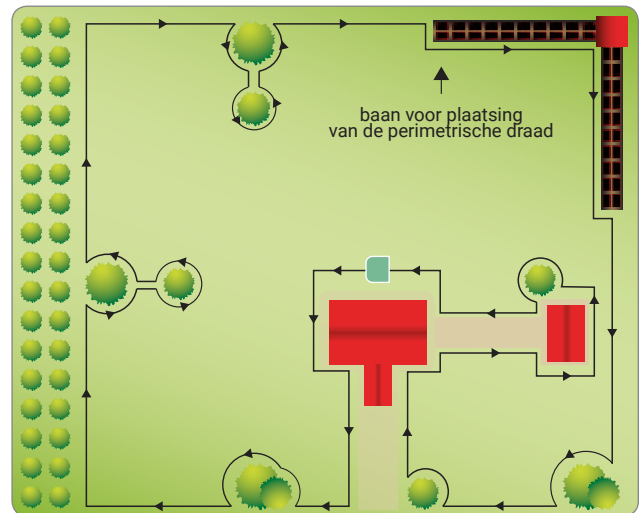 baan voor plaatsing
van de perimetrische draad